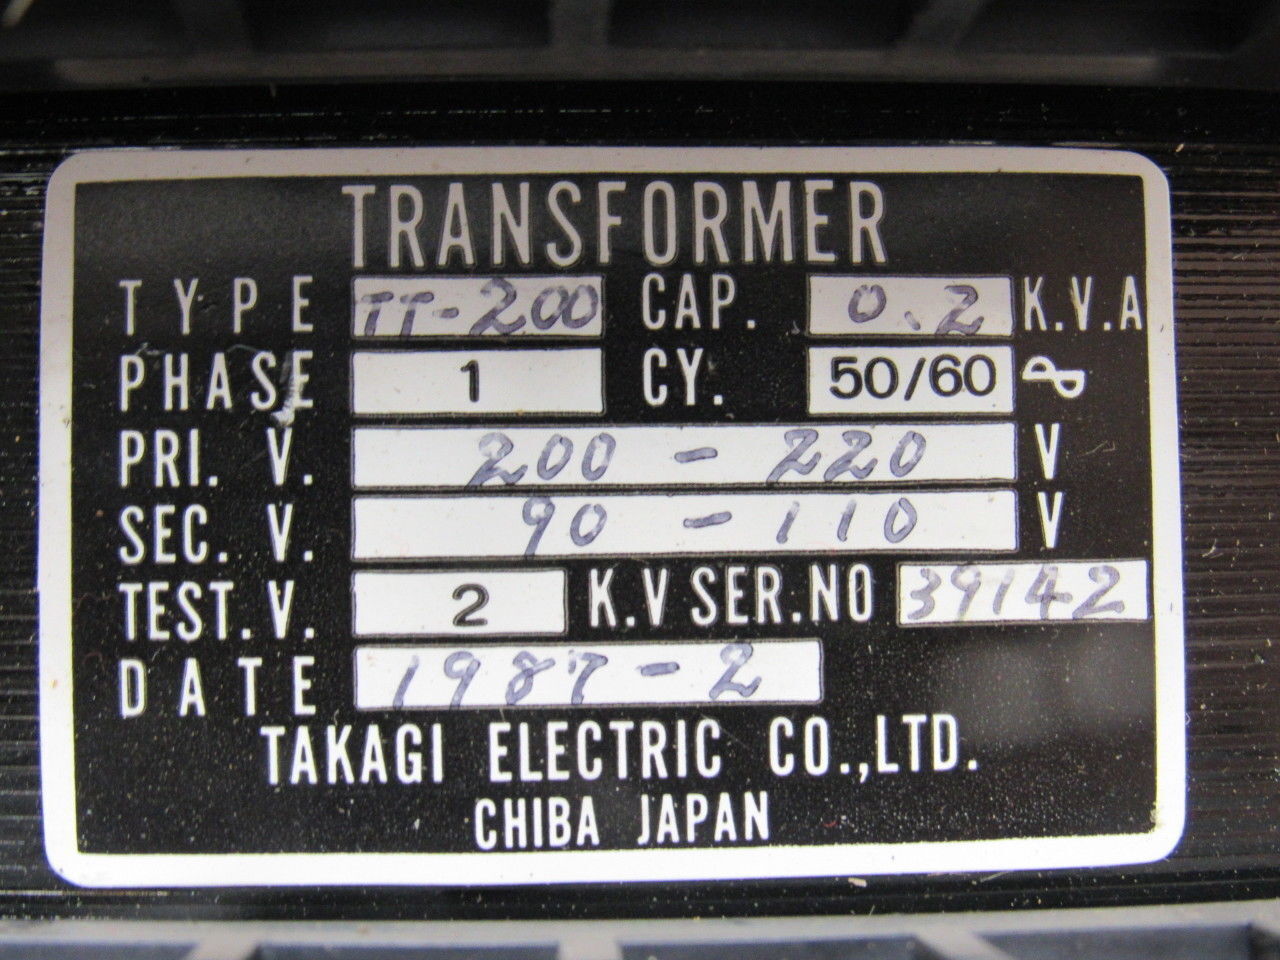 TRANSFORMER
TYPE TT-200 CAP. 0.2 K.V.A
PHASE 1 CY. 50/60 ∞
PRI. V. 200 - 220 V
SEC. V. 90 - 110 V
TEST. V. 2 K.V SER.NO 39142
DATE 1987-2
TAKAGI ELECTRIC CO.,LTD.
CHIBA JAPAN